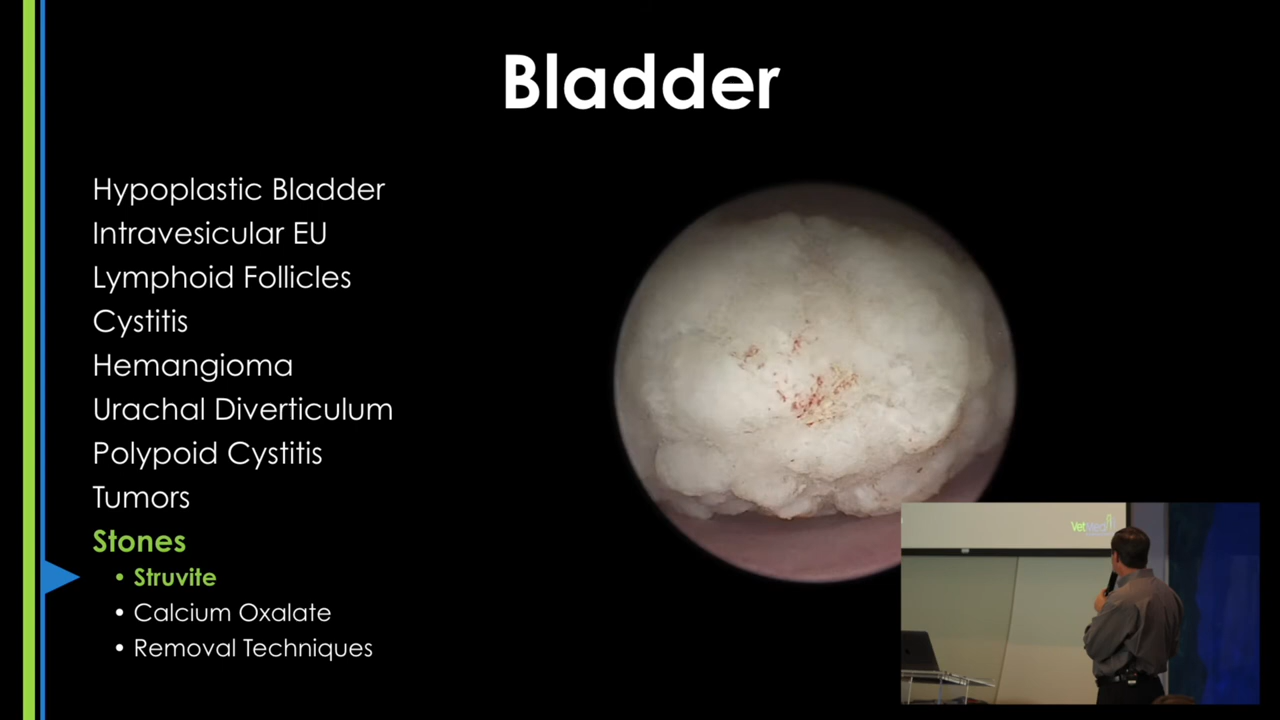 Bladder
Hypoplastic Bladder
Intravesicular EU
Lymphoid Follicles
Cystitis
Hemangioma
Urachal Diverticulum
Polypoid Cystitis
Tumors
Stones
• Struvite
• Calcium Oxalate
• Removal Techniques
VetMed